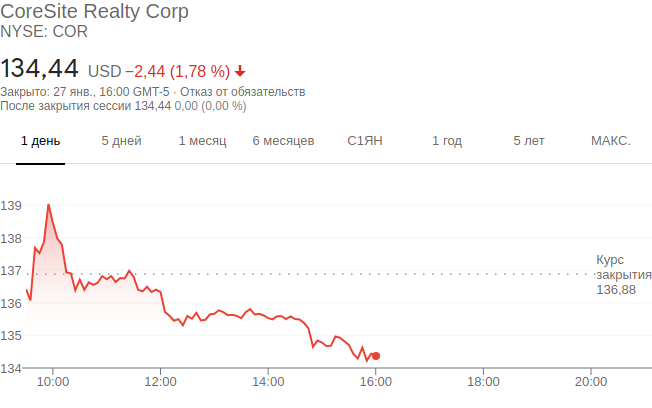 CoreSite Realty Corp
NYSE: COR
134,44 USD −2,44 (1,78 %)
Закрыто: 27 янв., 16:00 GMT-5 · Отказ от обязательств
После закрытия сессии 134,44 0,00 (0,00 %)
1 день 5 дней 1 месяц 6 месяцев С1ЯН 1 год 5 лет МАКС.
139
138
137
136
135
134
Курс
закрытия
136,88
10:00 12:00 14:00 16:00 18:00 20:00